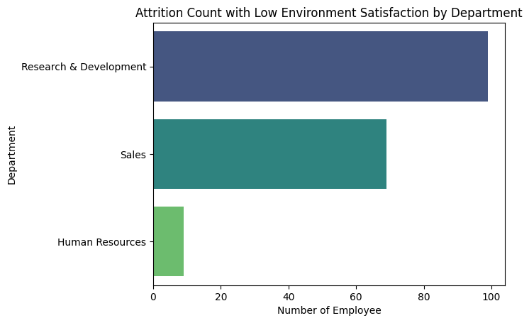 Attrition Count with Low Environment Satisfaction by Department
Research & Development
Sales
Human Resources
Department
0 20 40 60 80 100
Number of Employee